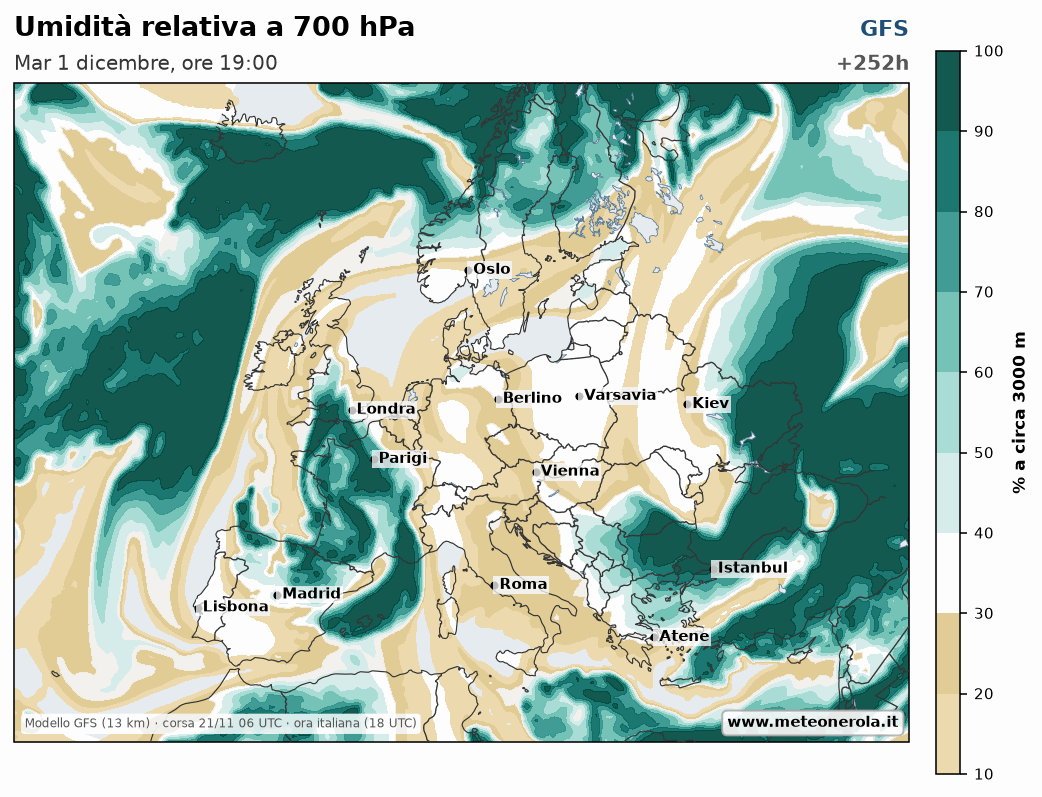 Umidità relativa a 700 hPa
GFS
Mar 1 dicembre, ore 19:00
+252h
100
90
80
70
60
50
40
30
20
10
% a circa 3000 m
Oslo
Berlino
Varsavia
Kiev
Londra
Parigi
Vienna
Istanbul
Roma
Madrid
Lisbona
Atene
Modello GFS (13 km) · corsa 21/11 06 UTC · ora italiana (18 UTC)
www.meteonerola.it